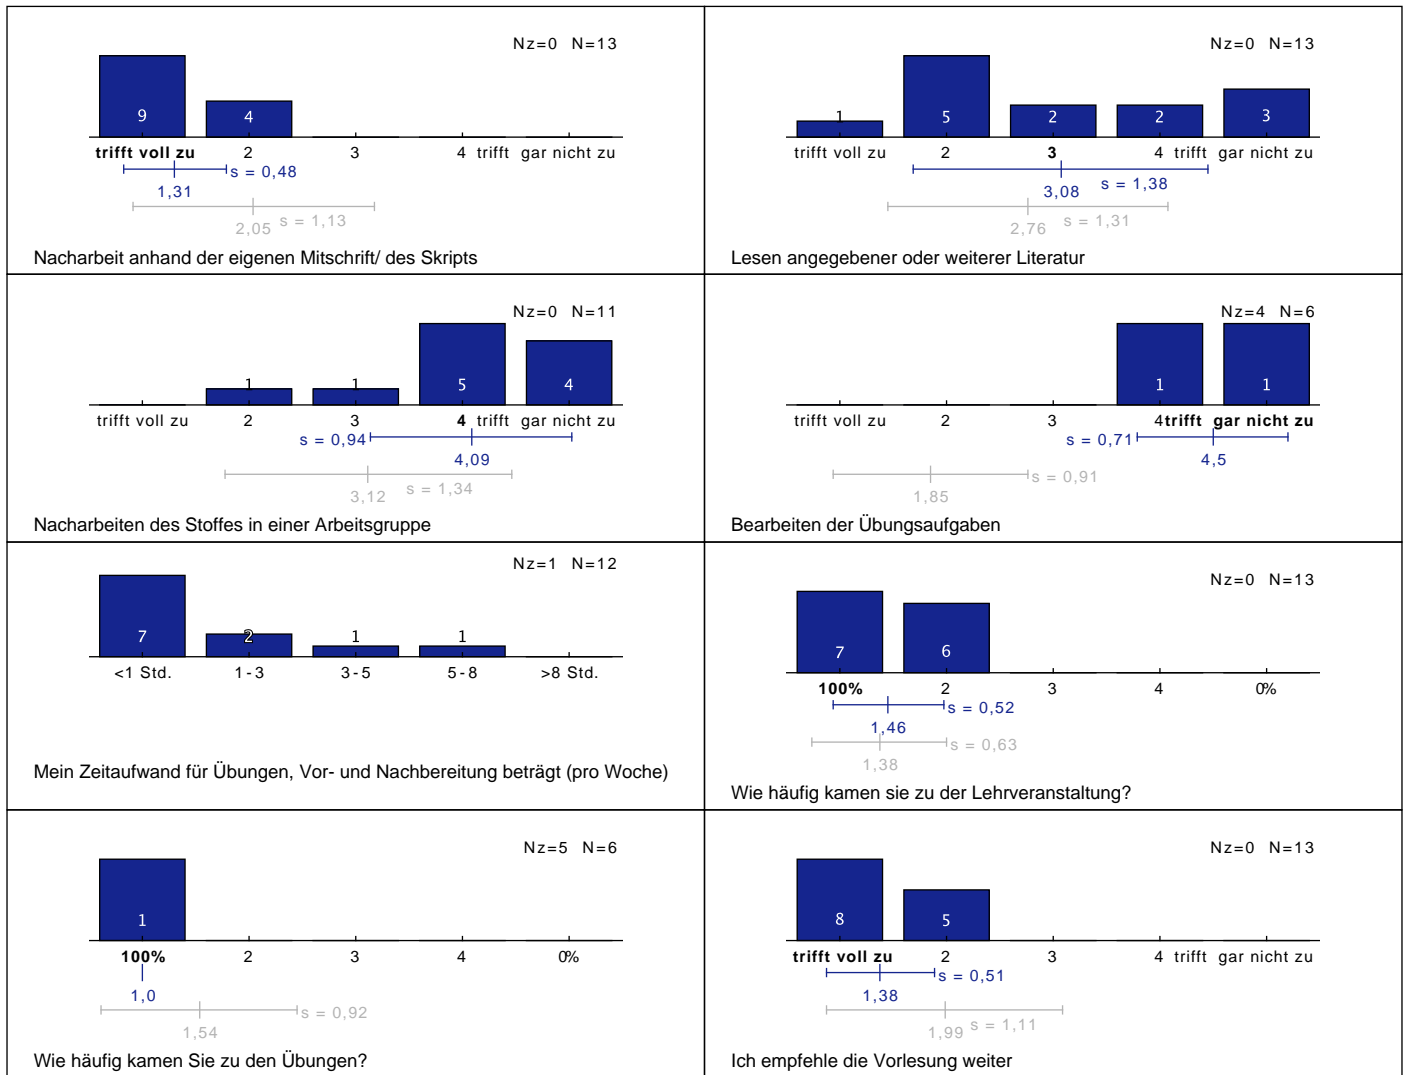 Nz=0 N=13
9 4
trifft voll zu 2 3 4 trifft gar nicht zu
s = 0,48
1,31
2,05 s = 1,13
Nacharbeit anhand der eigenen Mitschrift/ des Skripts
Nz=0 N=13
1 5 2 2 3
trifft voll zu 2 3 4 trifft gar nicht zu
3,08 s = 1,38
2,76 s = 1,31
Lesen angegebener oder weiterer Literatur
Nz=0 N=11
1 1 5 4
trifft voll zu 2 3 4 trifft gar nicht zu
s = 0,94
4,09
3,12 s = 1,34
Nacharbeiten des Stoffes in einer Arbeitsgruppe
Nz=4 N=6
1 1
trifft voll zu 2 3 4 trifft gar nicht zu
s = 0,71
4,5
1,85 s = 0,91
Bearbeiten der Übungsaufgaben
Nz=1 N=12
7 2 1 1
<1 Std. 1-3 3-5 5-8 >8 Std.
Mein Zeitaufwand für Übungen, Vor- und Nachbereitung beträgt (pro Woche)
Nz=0 N=13
7 6
100% 2 3 4 0%
s = 0,52
1,46
s = 0,63
1,38
Wie häufig kamen sie zu der Lehrveranstaltung?
Nz=5 N=6
1
100% 2 3 4 0%
1,0
s = 0,92
1,54
Wie häufig kamen Sie zu den Übungen?
Nz=0 N=13
8 5
trifft voll zu 2 3 4 trifft gar nicht zu
s = 0,51
1,38
1,99 s = 1,11
Ich empfehle die Vorlesung weiter